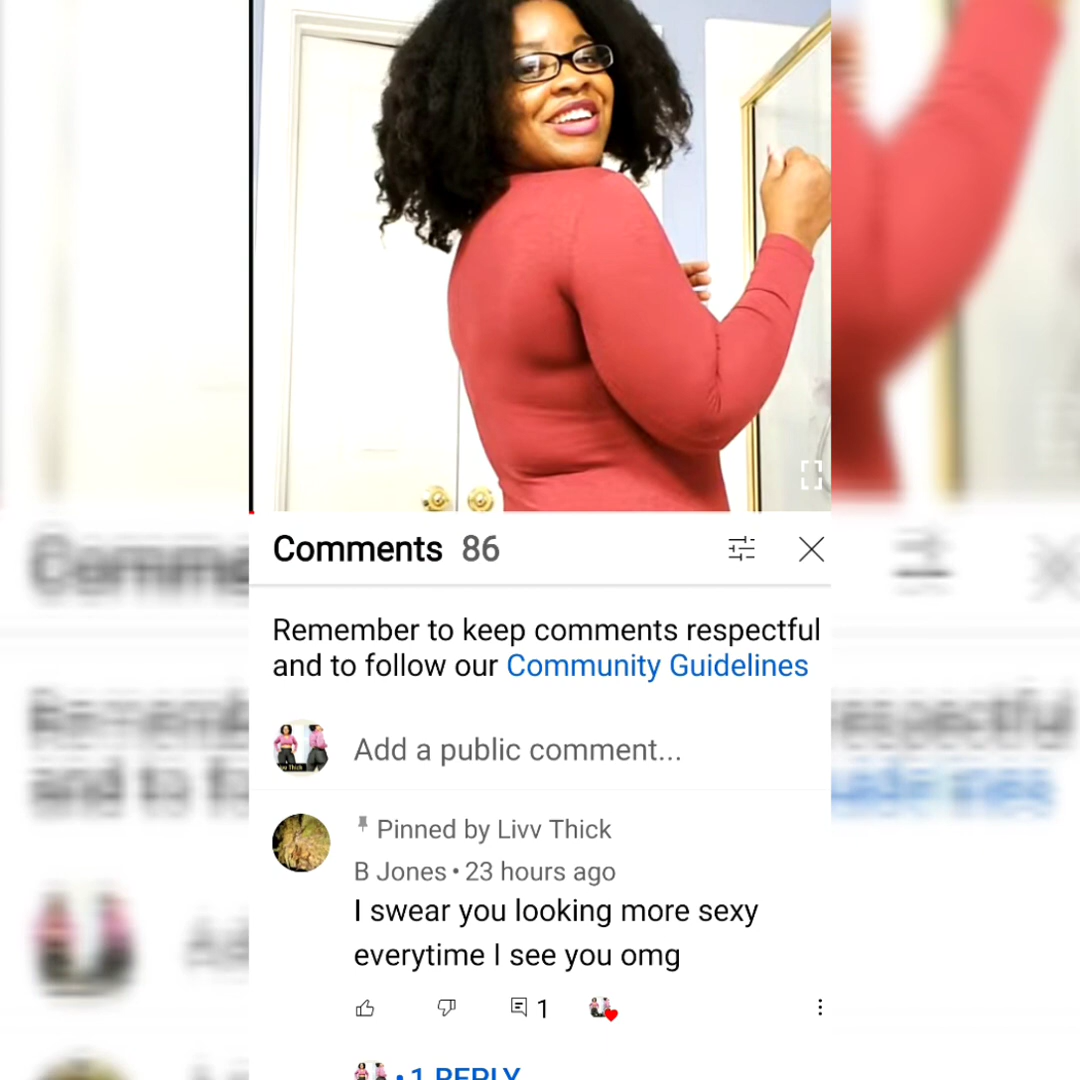 Comments 86
Remember to keep comments respectful
and to follow our Community Guidelines
Add a public comment...
Pinned by Livv Thick
B Jones • 23 hours ago
I swear you looking more sexy
everytime I see you omg
1
• 1 REPLY